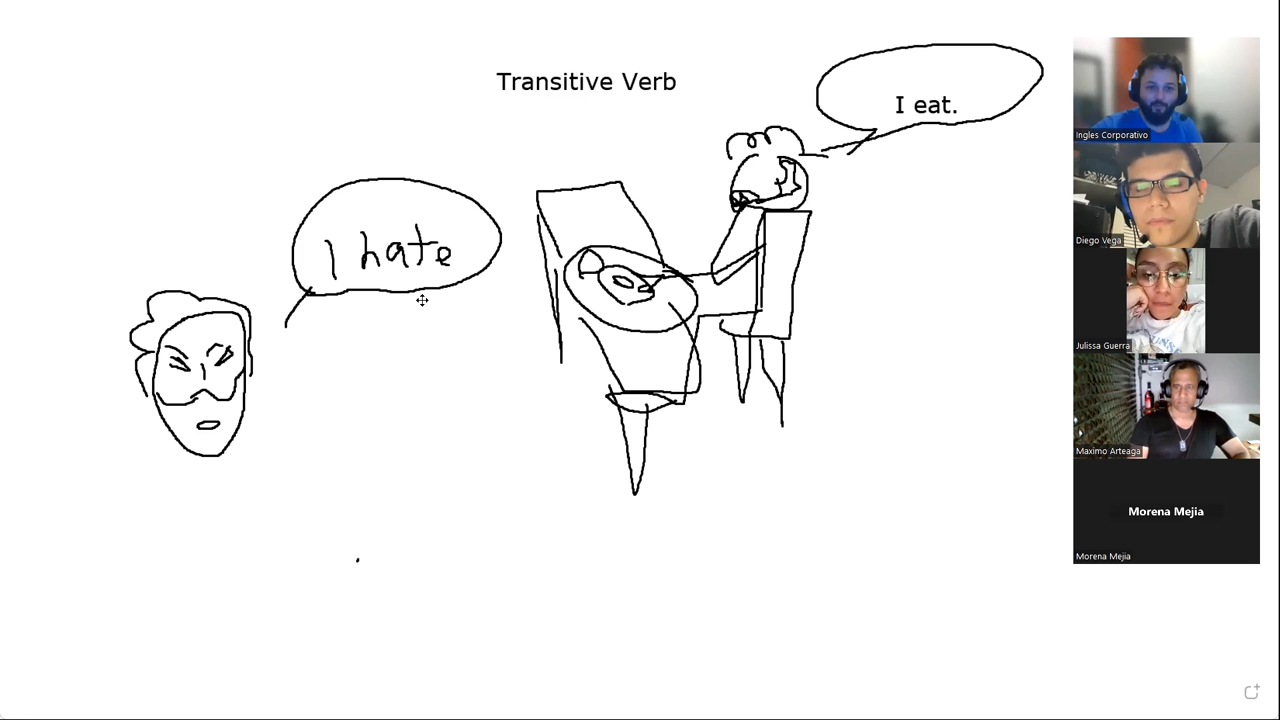 Transitive Verb
I eat.
I hate
Ingles Corporativo
Diego Vega
Julissa Guerra
Maximo Arteaga
Morena Mejia
Morena Mejia